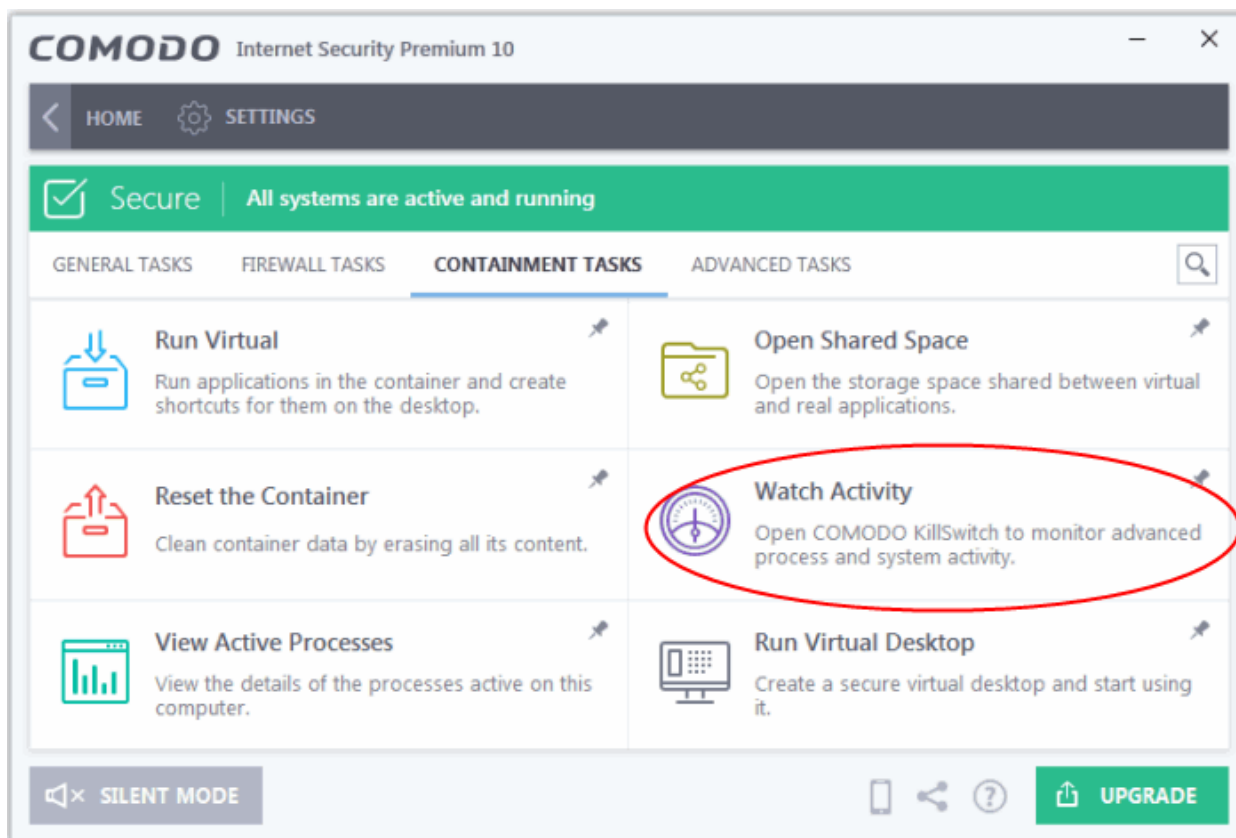 COMODO Internet Security Premium 10
HOME SETTINGS
Secure All systems are active and running
GENERAL TASKS FIREWALL TASKS CONTAINMENT TASKS ADVANCED TASKS
Run Virtual
Run applications in the container and create
shortcuts for them on the desktop.
Open Shared Space
Open the storage space shared between virtual
and real applications.
Reset the Container
Clean container data by erasing all its content.
Watch Activity
Open COMODO KillSwitch to monitor advanced
process and system activity.
View Active Processes
View the details of the processes active on this
computer.
Run Virtual Desktop
Create a secure virtual desktop and start using
it.
SILENT MODE
UPGRADE